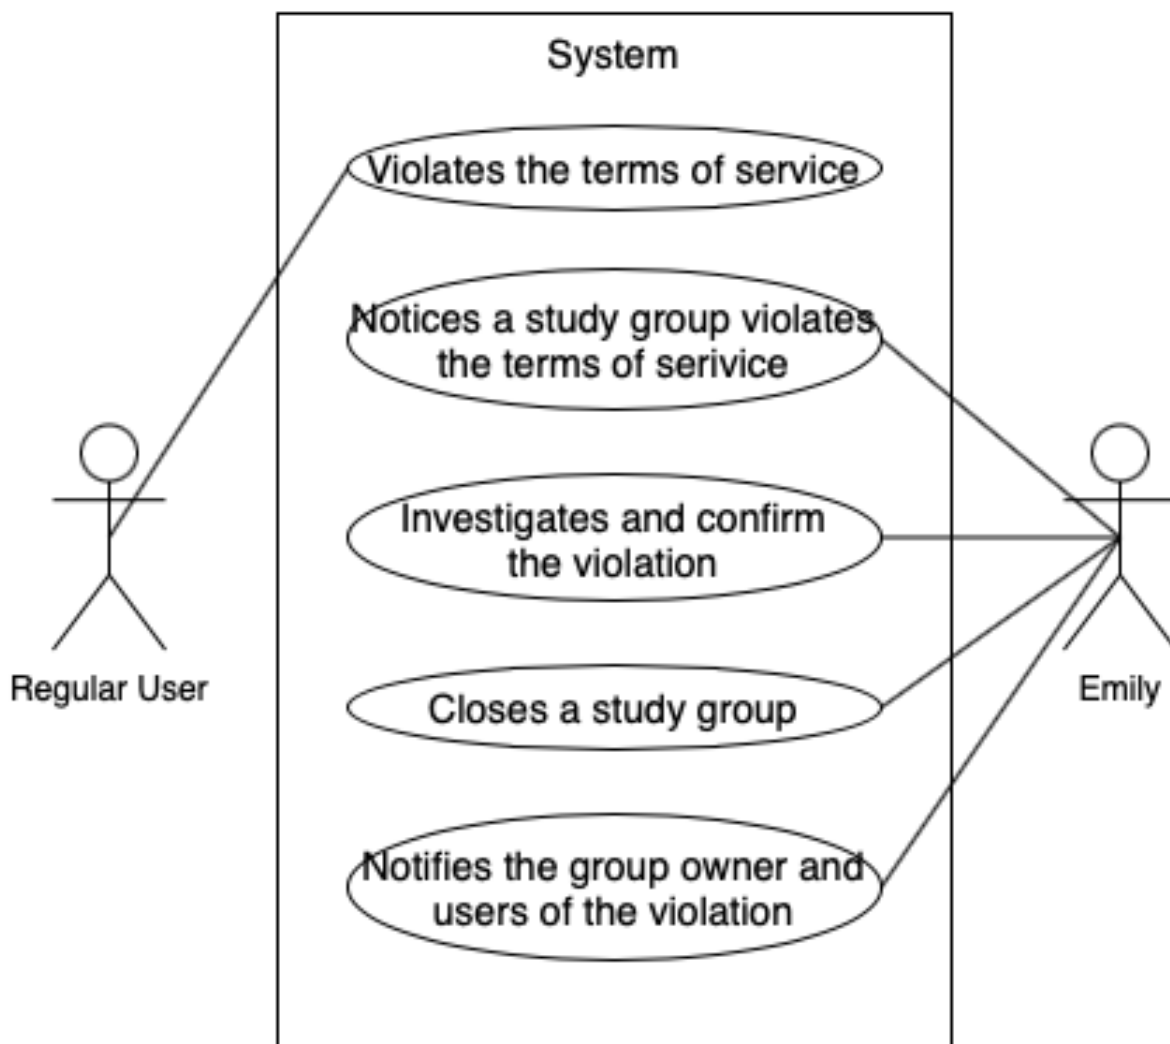 System
Violates the terms of service
Notices a study group violates
the terms of serivice
Investigates and confirm
the violation
Regular User
Emily
Closes a study group
Notifies the group owner and
users of the violation